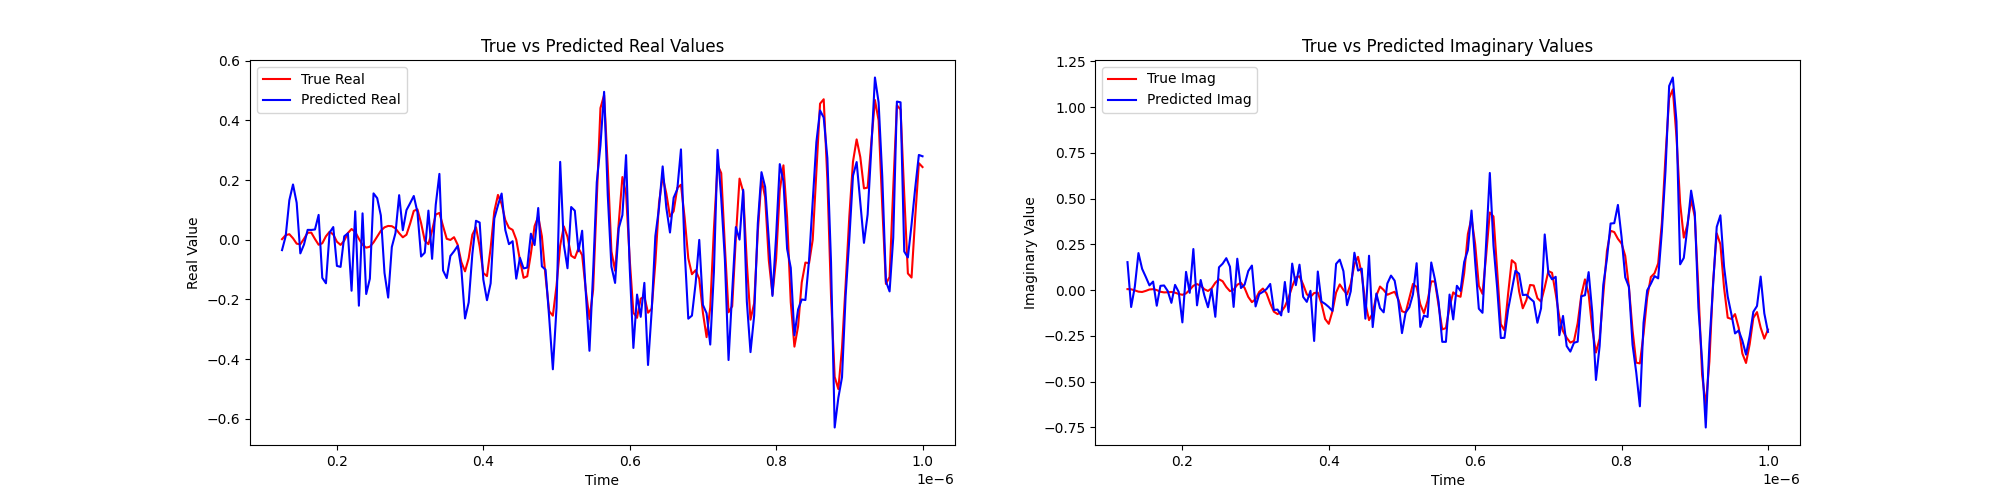 True vs Predicted Real Values
True Real
Predicted Real
Real Value
0.6
0.4
0.2
0.0
−0.2
−0.4
−0.6
0.2
0.4
0.6
0.8
1.0
1e−6
Time
True vs Predicted Imaginary Values
True Imag
Predicted Imag
Imaginary Value
1.25
1.00
0.75
0.50
0.25
0.00
−0.25
−0.50
−0.75
0.2
0.4
0.6
0.8
1.0
1e−6
Time